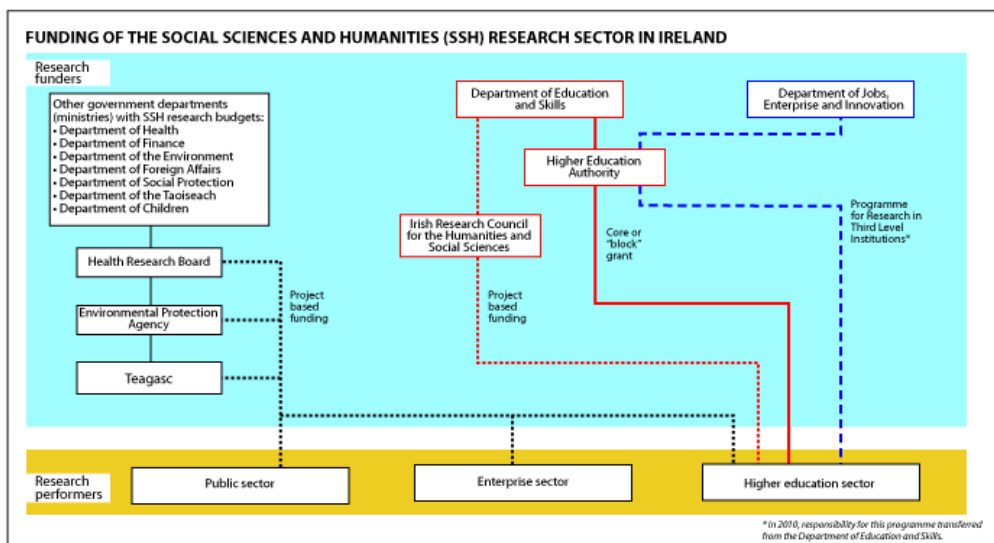 FUNDING OF THE SOCIAL SCIENCES AND HUMANITIES (SSH) RESEARCH SECTOR IN IRELAND
Research
funders
Other government departments
(ministries) with SSH research budgets:
• Department of Health
• Department of Finance
• Department of the Environment
• Department of Foreign Affairs
• Department of Social Protection
• Department of the Taoiseach
• Department of Children
Health Research Board
Environmental Protection
Agency
Teagasc
Project
based
funding
Department of Education
and Skills
Higher Education
Authority
Irish Research Council
for the Humanities and
Social Sciences
Project
based
funding
Core or
"block"
grant
Department of Jobs,
Enterprise and Innovation
Programme
for Research in
Third Level
Institutions*
Research
performers
Public sector
Enterprise sector
Higher education sector
* In 2010, responsibility for this programme transferred
from the Department of Education and Skills.